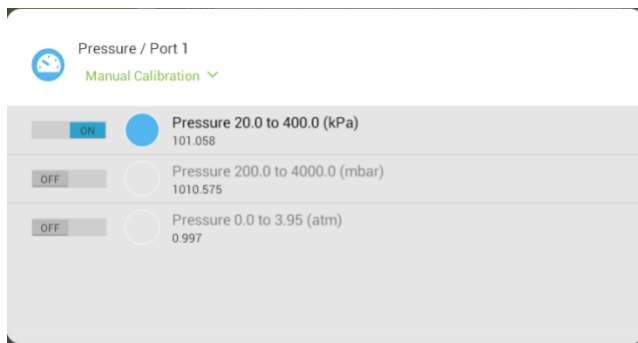 Pressure / Port 1
Manual Calibration
ON
Pressure 20.0 to 400.0 (kPa)
101.058
OFF
Pressure 200.0 to 4000.0 (mbar)
1010.575
OFF
Pressure 0.0 to 3.95 (atm)
0.997